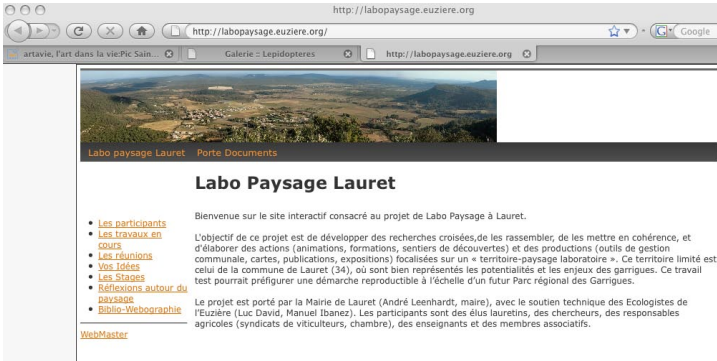 http://labopaysage.euziere.org
http://labopaysage.euziere.org/
Google
artavie, l'art dans la vie:Pic Sain...
Galerie :: Lepidopteres
http://labopaysage.euziere.org
Labo paysage Lauret
Porte Documents
Labo Paysage Lauret
Les participants
Les travaux en
cours
Les réunions
Vos Idées
Les Stages
Réflexions autour du
paysage
Biblio-Webographie
WebMaster
Bienvenue sur le site interactif consacré au projet de Labo Paysage à Lauret.
L'objectif de ce projet est de développer des recherches croisées,de les rassembler, de les mettre en cohérence, et
d'élaborer des actions (animations, formations, sentiers de découvertes) et des productions (outils de gestion
communale, cartes, publications, expositions) focalisées sur un « territoire-paysage laboratoire ». Ce territoire limité est
celui de la commune de Lauret (34), où sont bien représentés les potentialités et les enjeux des garrigues. Ce travail
test pourrait préfigurer une démarche reproductible à l'échelle d'un futur Parc régional des Garrigues.
Le projet est porté par la Mairie de Lauret (André Leenhardt, maire), avec le soutien technique des Ecologistes de
l'Euzière (Luc David, Manuel Ibanez). Les participants sont des élus lauretins, des chercheurs, des responsables
agricoles (syndicats de viticulteurs, chambre), des enseignants et des membres associatifs.